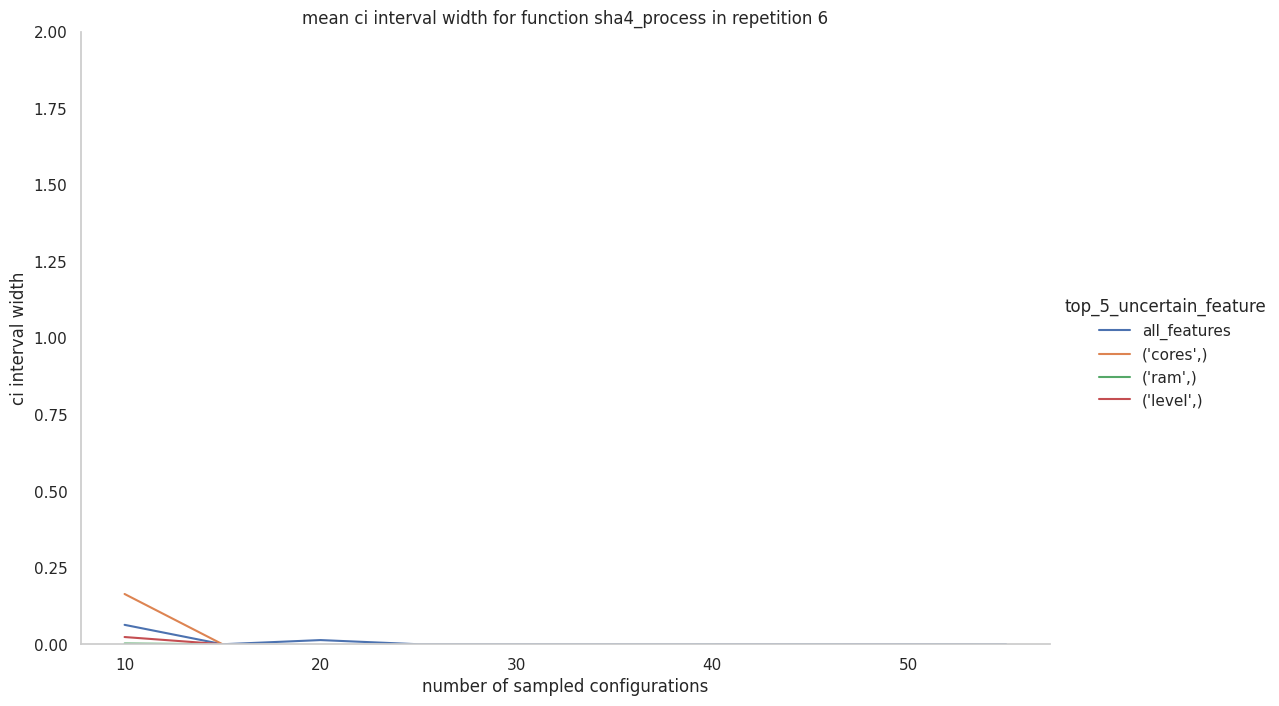 mean ci interval width for function sha4_process in repetition 6
2.00
1.75
1.50
1.25
1.00
0.75
0.50
0.25
0.00
ci interval width
10
20
30
40
50
number of sampled configurations
top_5_uncertain_feature
all_features
('cores',)
('ram',)
('level',)